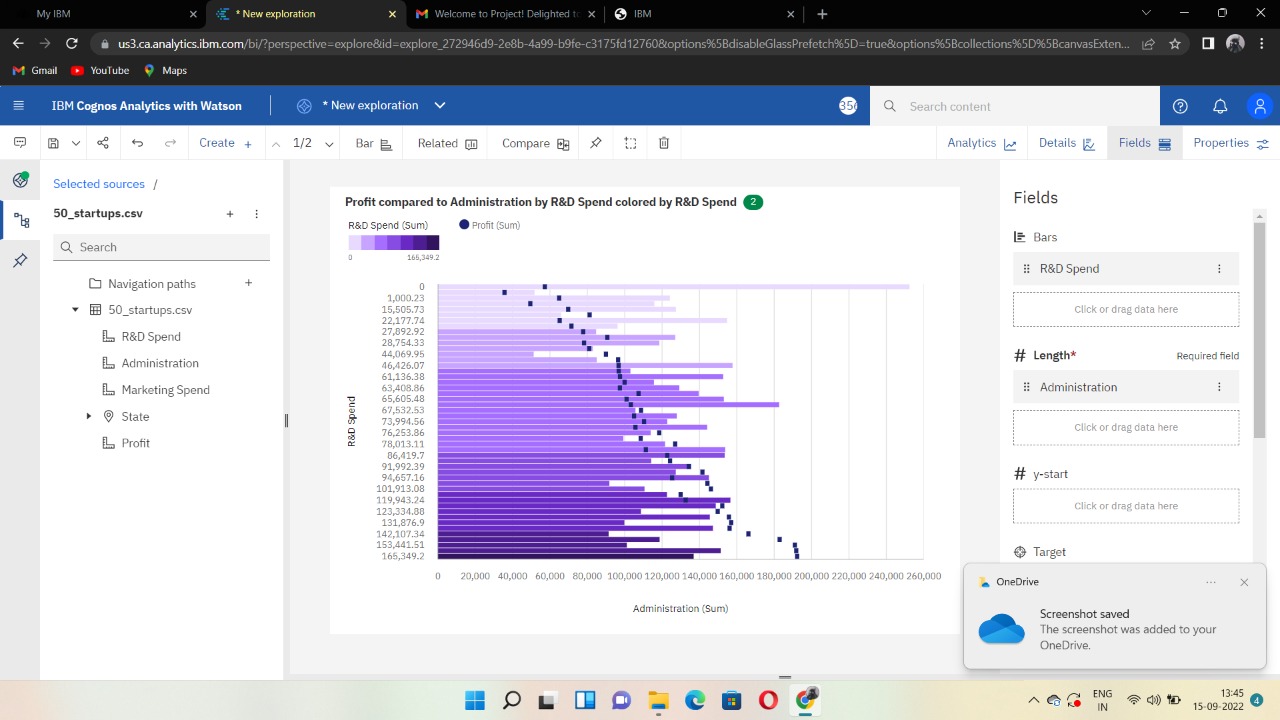 My IBM
* New exploration
Welcome to Project! Delighted to
IBM
us3.ca.analytics.ibm.com/bi/?perspective=explore&id=explore_272946d9-2e8b-4a99-b9fe-c3175fd12760&options%5BdisableGlassPrefetch%5D=true&options%5Bcollections%5D%5BcanvasExten...
Gmail YouTube Maps
IBM Cognos Analytics with Watson
* New exploration
Search content
Create + 1/2 Bar Related Compare
Analytics Details Fields Properties
Selected sources /
50_startups.csv
Search
Navigation paths
50_startups.csv
R&D Spend
Administration
Marketing Spend
State
Profit
Profit compared to Administration by R&D Spend colored by R&D Spend 2
R&D Spend (Sum)
Profit (Sum)
0 165,349.2
R&D Spend
0
1,000.23
15,505.73
22,177.74
27,892.92
28,754.33
44,069.95
46,426.07
61,136.38
63,408.86
65,605.48
67,532.53
73,994.56
76,253.86
78,013.11
86,419.7
91,992.39
94,657.16
101,913.08
119,943.24
123,334.88
131,876.9
142,107.34
153,441.51
165,349.2
0 20,000 40,000 60,000 80,000 100,000 120,000 140,000 160,000 180,000 200,000 220,000 240,000 260,000
Administration (Sum)
Fields
Bars
R&D Spend
Click or drag data here
# Length* Required field
Administration
Click or drag data here
# y-start
Click or drag data here
Target
OneDrive
Screenshot saved
The screenshot was added to your
OneDrive.
ENG
IN
13:45
15-09-2022
4